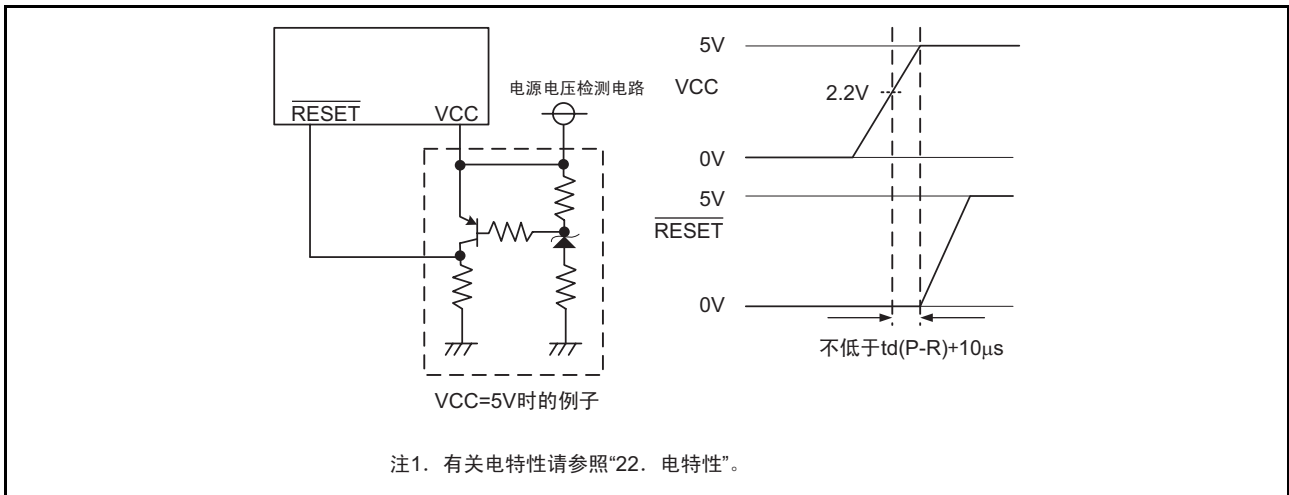 RESET
VCC
电源电压检测电路
VCC=5V时的例子
5V
VCC
2.2V
0V
5V
RESET
0V
不低于td(P-R)+10μs
注1. 有关电特性请参照“22. 电特性”。